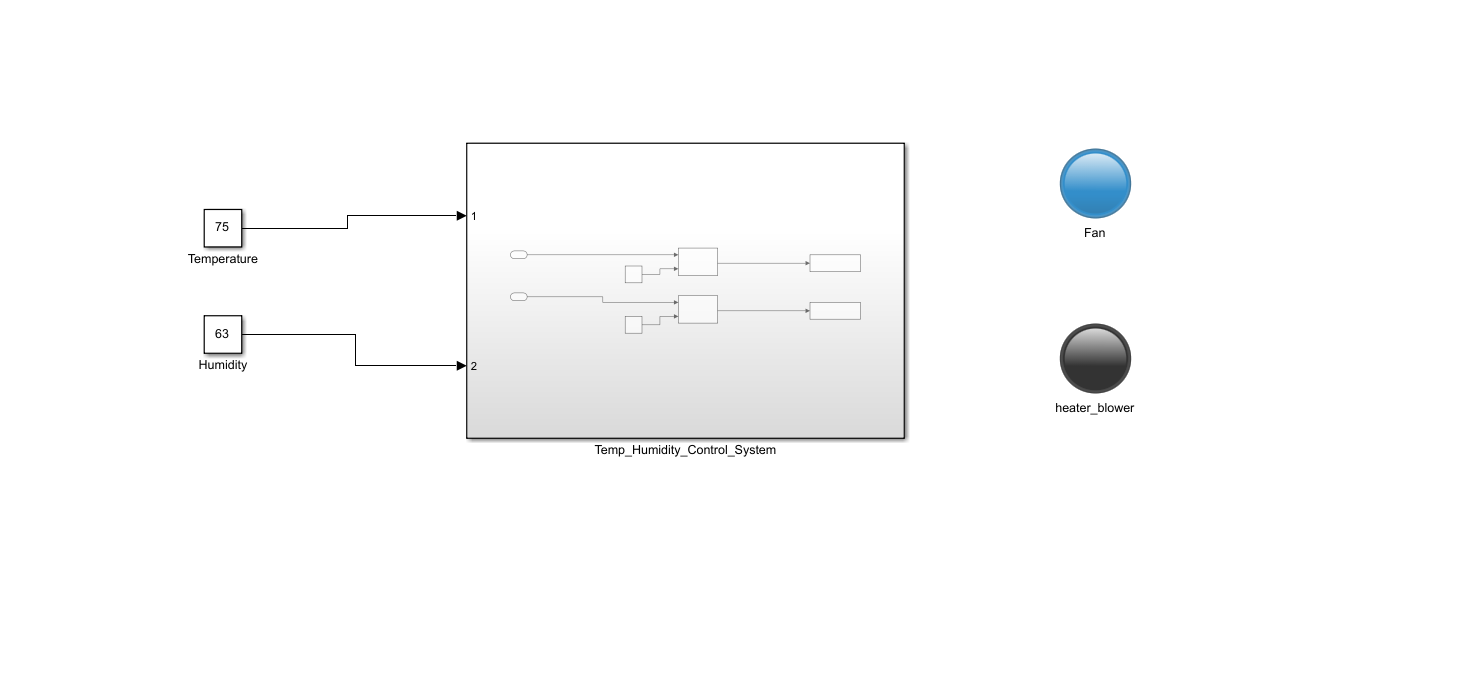 75
Temperature
63
Humidity
1
2
Temp_Humidity_Control_System
Fan
heater_blower